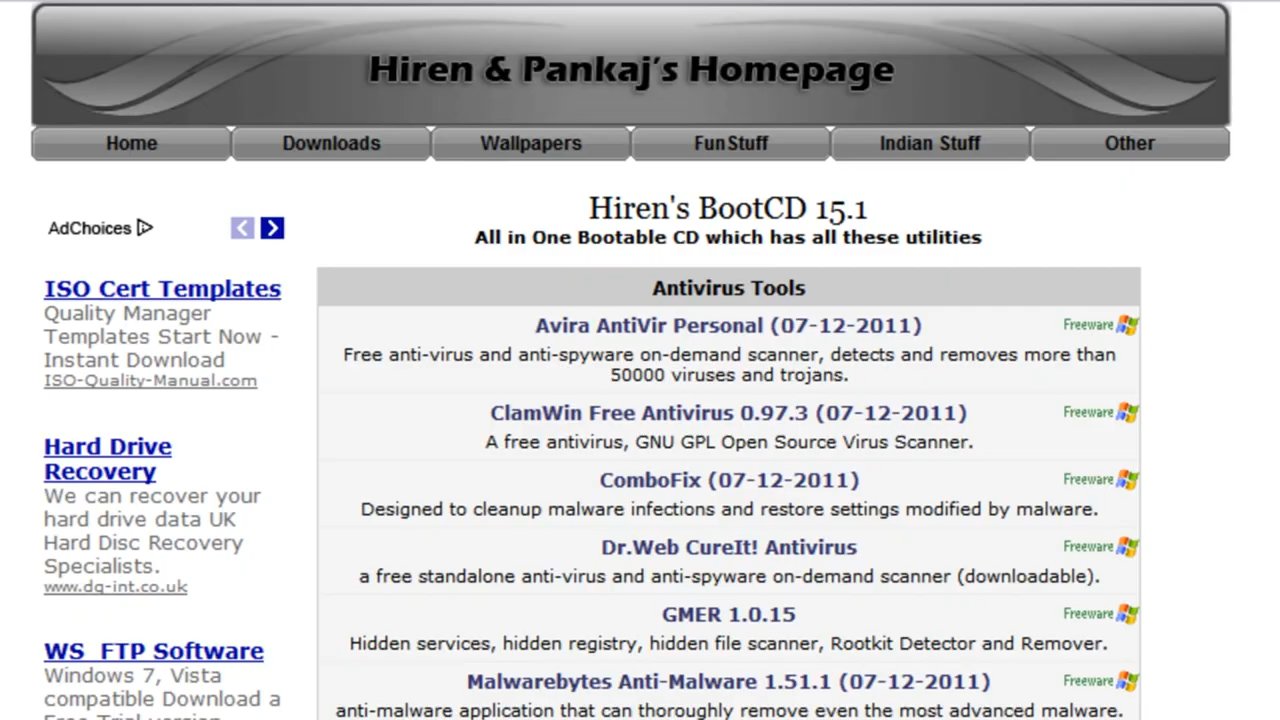 Hiren & Pankaj's Homepage
Home Downloads Wallpapers Fun Stuff Indian Stuff Other
AdChoices
ISO Cert Templates
Quality Manager
Templates Start Now -
Instant Download
ISO-Quality-Manual.com
Hard Drive
Recovery
We can recover your
hard drive data UK
Hard Disc Recovery
Specialists.
www.dq-int.co.uk
WS_FTP Software
Windows 7, Vista
compatible Download a
Free Trial version
Hiren's BootCD 15.1
All in One Bootable CD which has all these utilities
Antivirus Tools
Avira AntiVir Personal (07-12-2011) Freeware
Free anti-virus and anti-spyware on-demand scanner, detects and removes more than
50000 viruses and trojans.
ClamWin Free Antivirus 0.97.3 (07-12-2011) Freeware
A free antivirus, GNU GPL Open Source Virus Scanner.
ComboFix (07-12-2011) Freeware
Designed to cleanup malware infections and restore settings modified by malware.
Dr.Web CureIt! Antivirus Freeware
a free standalone anti-virus and anti-spyware on-demand scanner (downloadable).
GMER 1.0.15 Freeware
Hidden services, hidden registry, hidden file scanner, Rootkit Detector and Remover.
Malwarebytes Anti-Malware 1.51.1 (07-12-2011) Freeware
anti-malware application that can thoroughly remove even the most advanced malware.